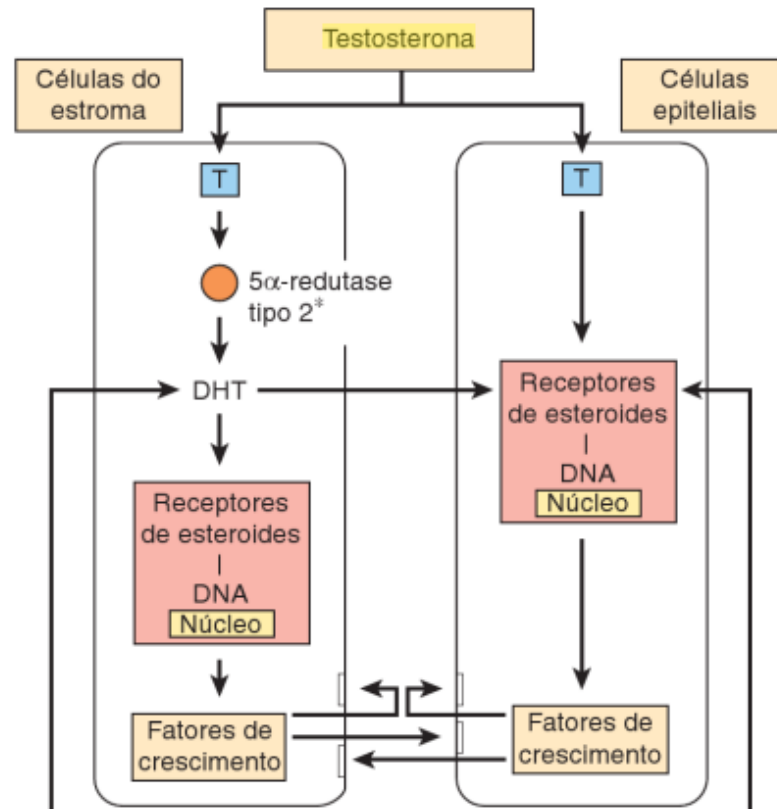 Testosterona
Células do
estroma
Células
epiteliais
T
T
5α-redutase
tipo 2*
DHT
Receptores
de esteroides
DNA
Núcleo
Receptores
de esteroides
DNA
Núcleo
Fatores de
crescimento
Fatores de
crescimento